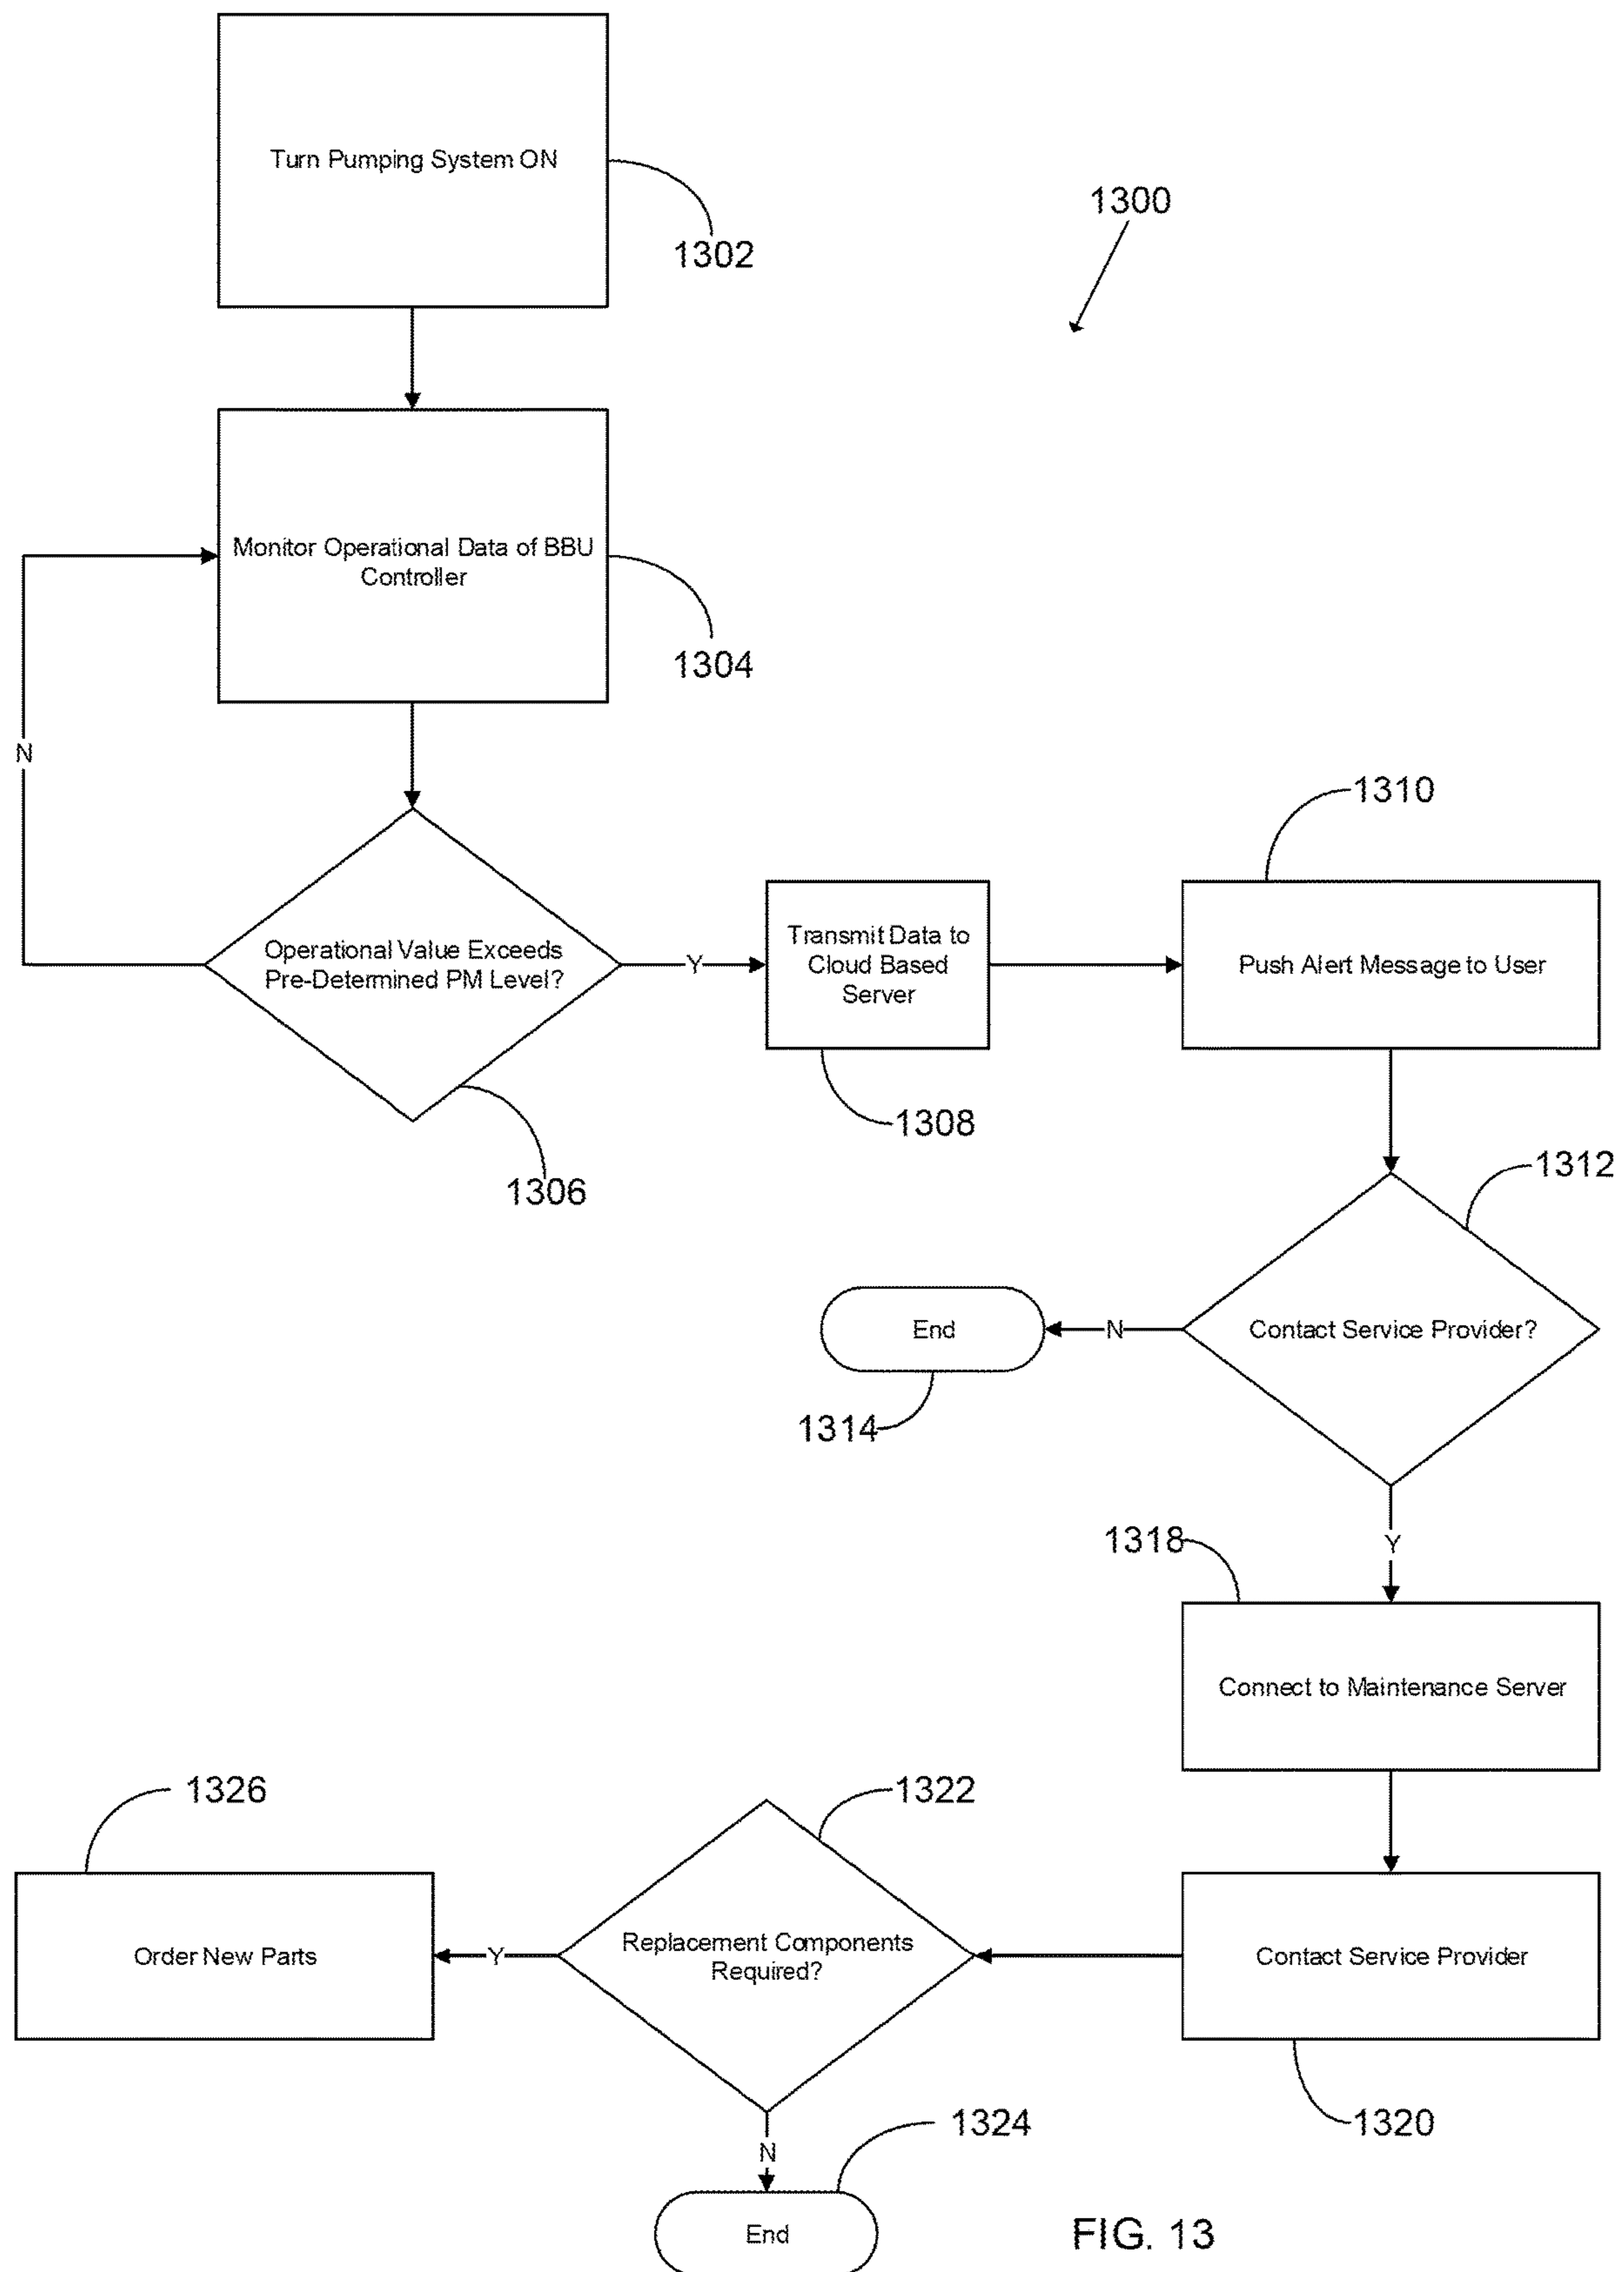 Turn Pumping System ON
1302
1300
Monitor Operational Data of BBU
Controller
1304
N
Operational Value Exceeds
Pre-Determined PM Level?
1306
Y
Transmit Data to
Cloud Based
Server
1308
1310
Push Alert Message to User
1312
Contact Service Provider?
N
End
1314
Y
1318
Connect to Maintenance Server
Contact Service Provider
1320
1322
Replacement Components
Required?
Y
1326
Order New Parts
N
1324
End
FIG. 13